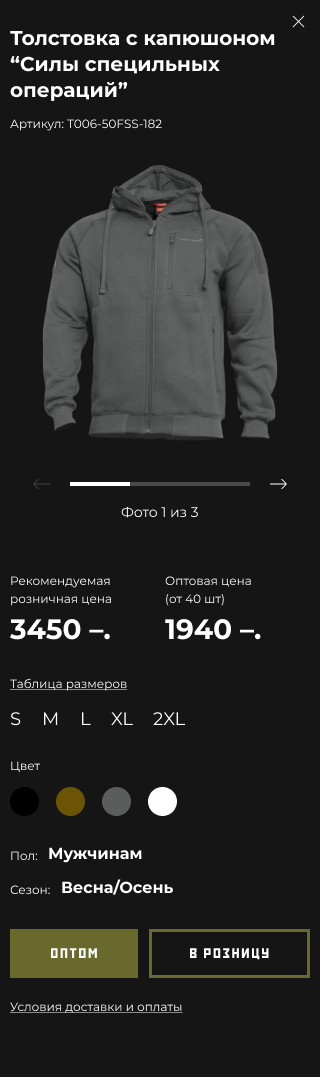 Толстовка с капюшоном
“Силы специльных
операций”
Артикул: T006-50FSS-182
Фото 1 из 3
Рекомендуемая
розничная цена
3450 –.
Оптовая цена
(от 40 шт)
1940 –.
Таблица размеров
S M L XL 2XL
Цвет
Пол: Мужчинам
Сезон: Весна/Осень
ОПТОМ
В РОЗНИЦУ
Условия доставки и оплаты